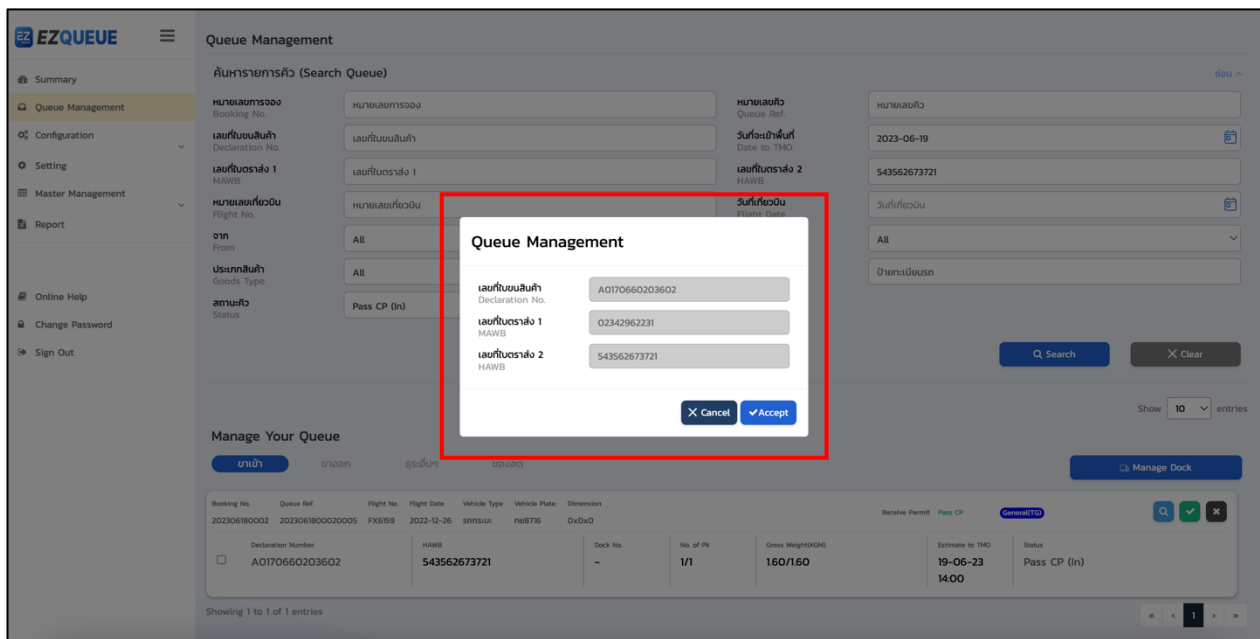 EZ EZQUEUE
Summary
Queue Management
Configuration
Setting
Master Management
Report
Online Help
Change Password
Sign Out
Queue Management
ค้นหารายการคิว (Search Queue)
ซ่อน
หมายเลขการจอง
Booking No.
หมายเลขการจอง
หมายเลขคิว
Queue Ref.
หมายเลขคิว
เลขที่ใบขนสินค้า
Declaration No.
เลขที่ใบขนสินค้า
วันที่จะเข้าพื้นที่
Date to TMO
2023-06-19
เลขที่ใบตราส่ง 1
MAWB
เลขที่ใบตราส่ง 1
เลขที่ใบตราส่ง 2
HAWB
543562673721
หมายเลขเที่ยวบิน
Flight No.
หมายเลขเที่ยวบิน
วันที่เที่ยวบิน
Flight Date
วันที่เที่ยวบิน
จาก
From
All
All
ประเภทสินค้า
Goods Type
All
ป้ายทะเบียนรถ
สถานะคิว
Status
Pass CP (In)
Queue Management
เลขที่ใบขนสินค้า
Declaration No.
A0170660203602
เลขที่ใบตราส่ง 1
MAWB
02342962231
เลขที่ใบตราส่ง 2
HAWB
543562673721
Cancel
Accept
Search
Clear
Show 10 entries
Manage Your Queue
ขาเข้า ขาออก ธุระอื่นๆ ของสด
Manage Dock
Booking No. Queue Ref. Flight No. Flight Date Vehicle Type Vehicle Plate Dimension
202306180002 2023061800020005 FX6159 2022-12-26 รถกระบะ 8716 0x0x0
Receive Permit Pass CP General(TG)
Declaration Number HAWB Dock No. No. of Pk Gross Weight(KGM) Estimate to TMO Status
A0170660203602 543562673721 - 1/1 1.60/1.60 19-06-23 Pass CP (In)
14:00
Showing 1 to 1 of 1 entries
« ‹ 1 › »